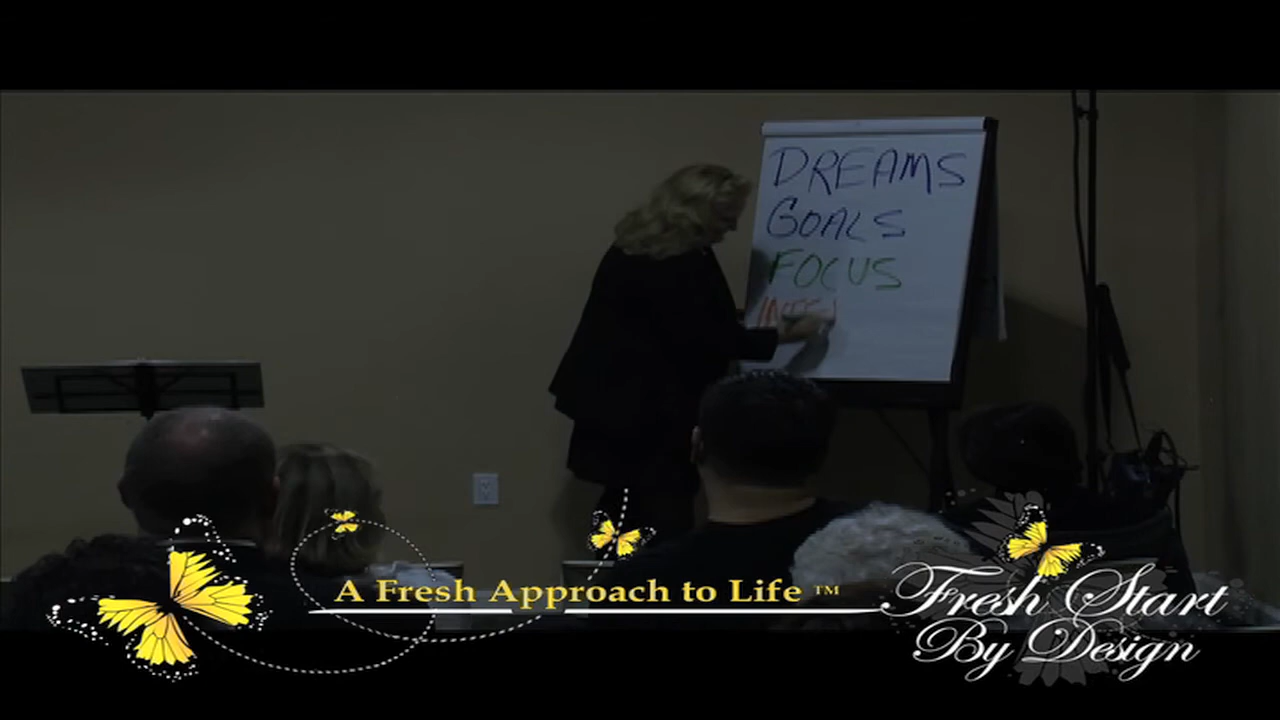 DREAMS
GOALS
FOCUS
A Fresh Approach to Life ™
Fresh Start
By Design